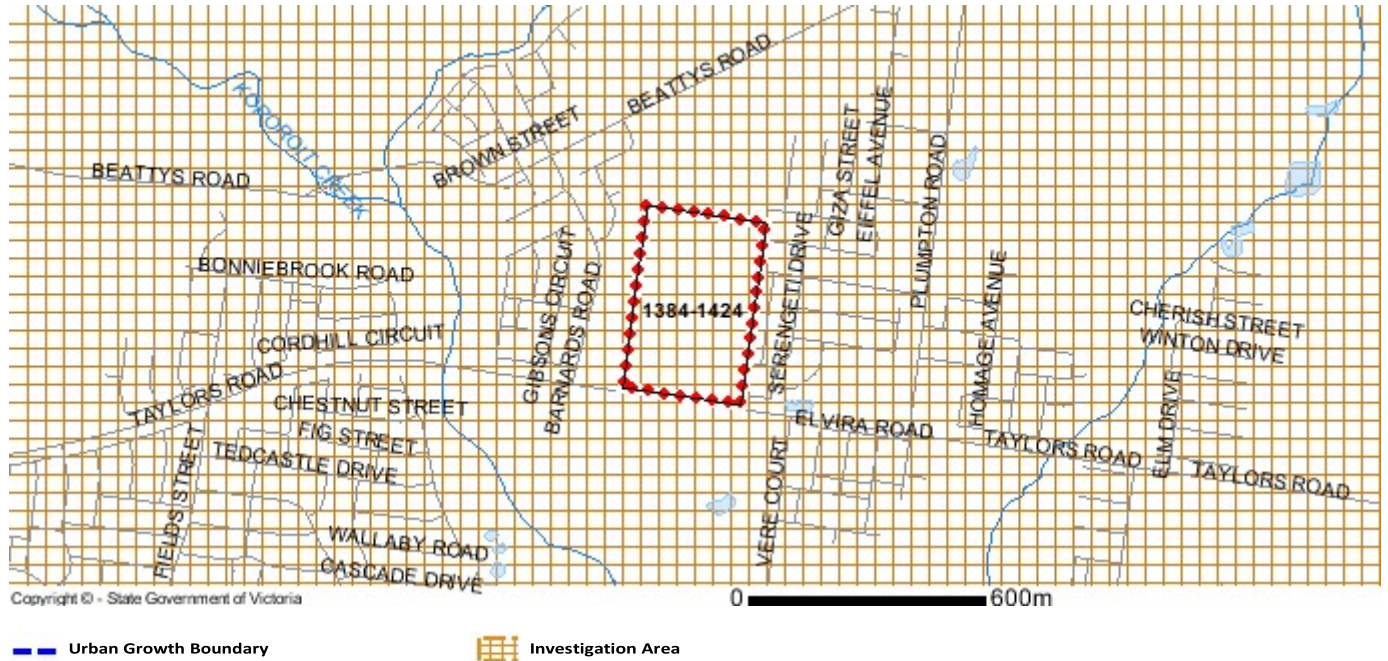 BEATTYS ROAD
KOROROIT CREEK
BROWN STREET
BEATTYS ROAD
GIZA STREET
EIFFEL AVENUE
PLUMPTON ROAD
BONNIEBROOK ROAD
GIBSONS CIRCUIT
BARNARDS ROAD
1384-1424
SERENGETI DRIVE
HOMAGE AVENUE
CHERISH STREET
WINTON DRIVE
CORDHILL CIRCUIT
TAYLORS ROAD
CHESTNUT STREET
FIG STREET
TEDCASTLE DRIVE
FIELDS STREET
ELVIRA ROAD
TAYLORS ROAD
ELM DRIVE
TAYLORS ROAD
VERE COURT
WALLABY ROAD
CASCADE DRIVE
Copyright © - State Government of Victoria
0 600m
Urban Growth Boundary
Investigation Area